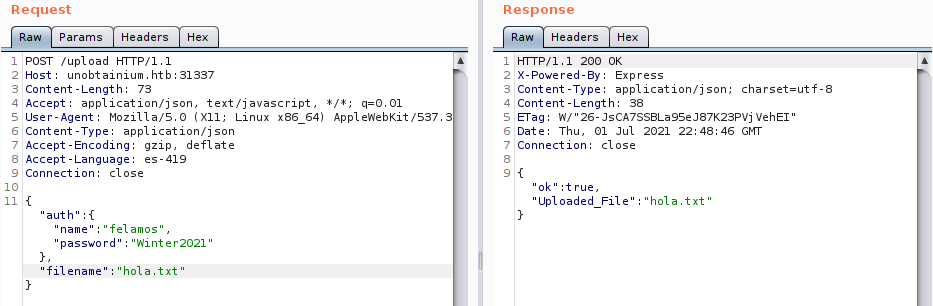 Request
Raw Params Headers Hex
1 POST /upload HTTP/1.1
2 Host: unobtainium.htb:31337
3 Content-Length: 73
4 Accept: application/json, text/javascript, */*; q=0.01
5 User-Agent: Mozilla/5.0 (X11; Linux x86_64) AppleWebKit/537.3
6 Content-Type: application/json
7 Accept-Encoding: gzip, deflate
8 Accept-Language: es-419
9 Connection: close
10
11 {
"auth":{
"name":"felamos",
"password":"Winter2021"
},
"filename":"hola.txt"
}
Response
Raw Headers Hex
1 HTTP/1.1 200 OK
2 X-Powered-By: Express
3 Content-Type: application/json; charset=utf-8
4 Content-Length: 38
5 ETag: W/"26-JsCA7SSBLa95eJ87K23PVjVehEI"
6 Date: Thu, 01 Jul 2021 22:48:46 GMT
7 Connection: close
8
9 {
"ok":true,
"Uploaded_File":"hola.txt"
}